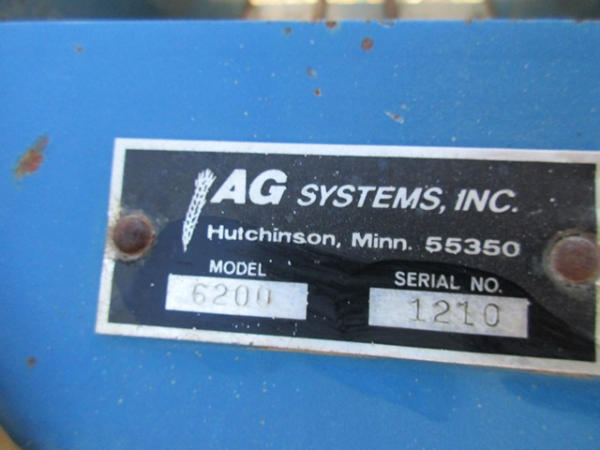 AG SYSTEMS, INC.
Hutchinson, Minn. 55350
MODEL SERIAL NO.
6200 1210